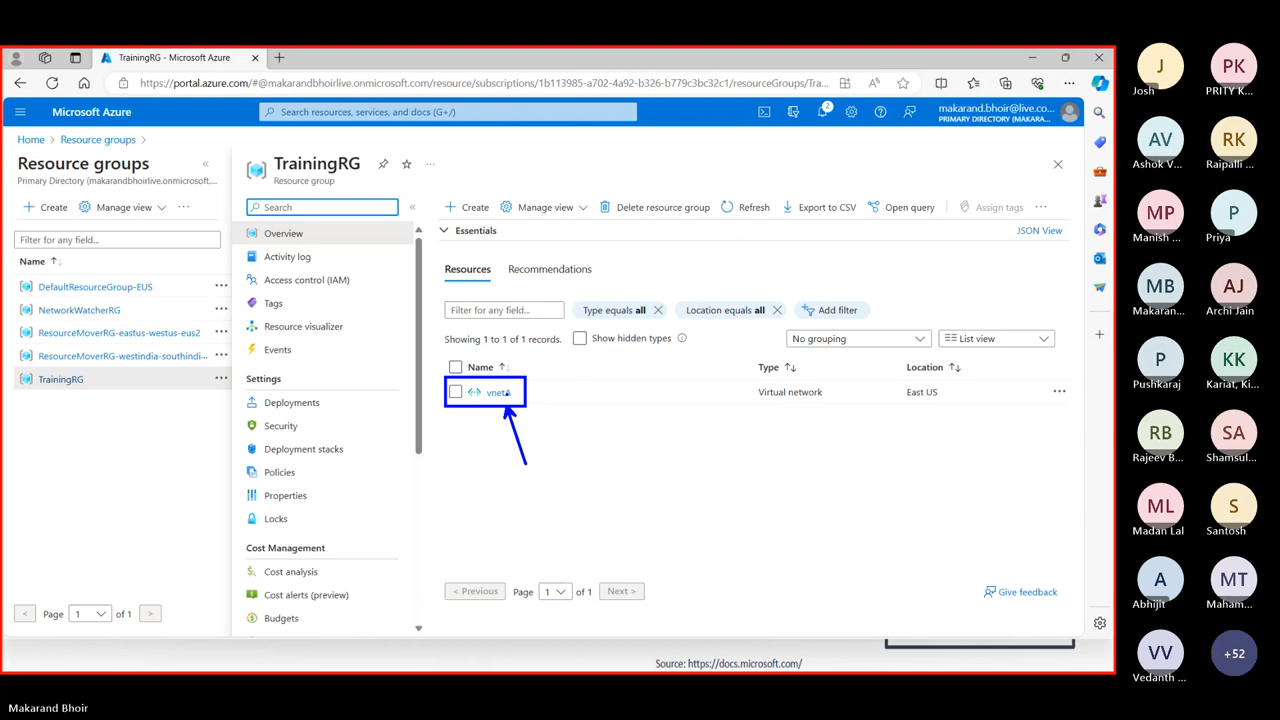 TrainingRG - Microsoft Azure
https://portal.azure.com/#@makarandbhoirlive.onmicrosoft.com/resource/subscriptions/1b113985-a702-4a92-b326-b779c3bc32c1/resourceGroups/Tra...
Microsoft Azure
Search resources, services, and docs (G+/)
2
makarand.bhoir@live.co...
PRIMARY DIRECTORY (MAKARA...
Home > Resource groups >
Resource groups
Primary Directory (makarandbhoirlive.onmicrosoft....
Create
Manage view
Filter for any field...
Name
DefaultResourceGroup-EUS
NetworkWatcherRG
ResourceMoverRG-eastus-westus-eus2
ResourceMoverRG-westindia-southindi...
TrainingRG
Page 1 of 1
TrainingRG
Resource group
Search
Overview
Activity log
Access control (IAM)
Tags
Resource visualizer
Events
Settings
Deployments
Security
Deployment stacks
Policies
Properties
Locks
Cost Management
Cost analysis
Cost alerts (preview)
Budgets
Create
Manage view
Delete resource group
Refresh
Export to CSV
Open query
Assign tags
Essentials
JSON View
Resources
Recommendations
Filter for any field...
Type equals all
Location equals all
Add filter
Showing 1 to 1 of 1 records.
Show hidden types
No grouping
List view
Name
Type
Location
vnetA
Virtual network
East US
< Previous
Page 1 of 1
Next >
Give feedback
Source: https://docs.microsoft.com/
J
Josh
PK
PRITY K...
AV
Ashok V...
RK
Raipalli ...
MP
Manish ...
P
Priya
MB
Makaran...
AJ
Archi Jain
P
Pushkaraj
KK
Kariat, Ki...
RB
Rajeev B...
SA
Shamsul...
ML
Madan Lal
S
Santosh
A
Abhijit
MT
Maham...
VV
Vedanth ...
+52
Makarand Bhoir